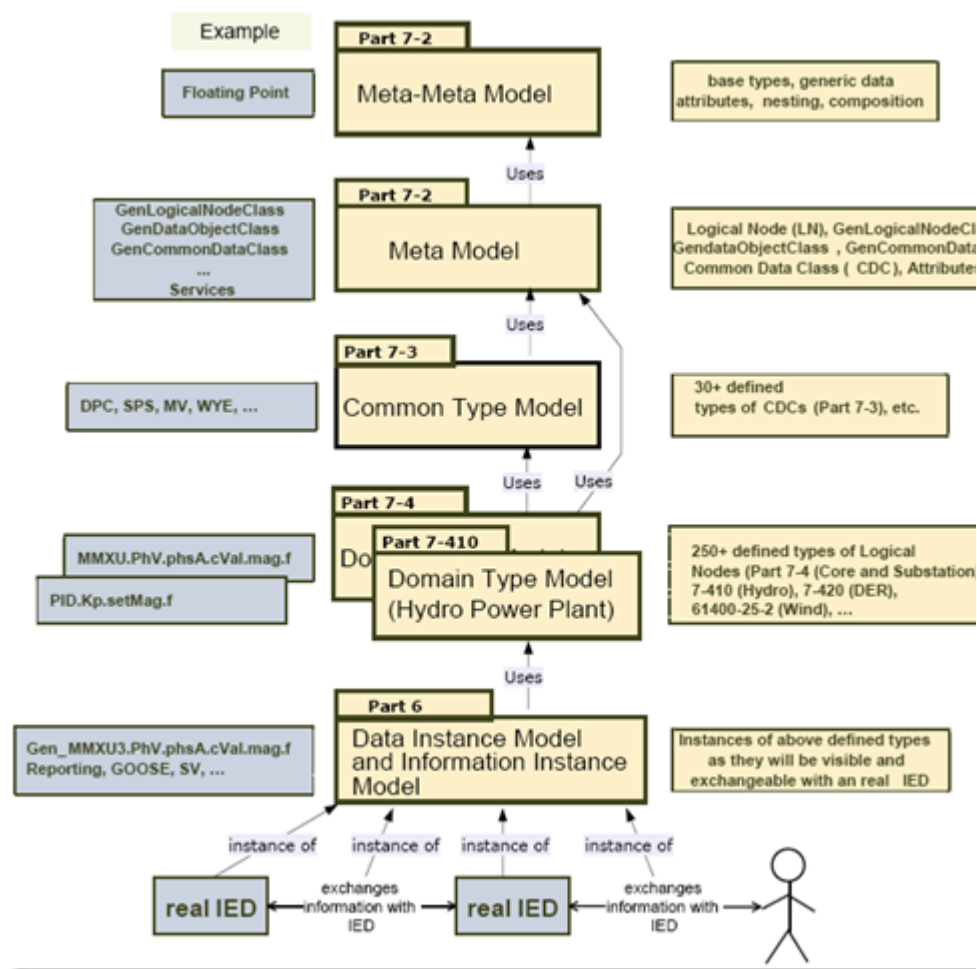 Example
Part 7-2
Meta-Meta Model
Floating Point
base types, generic data
attributes, nesting, composition
Uses
Part 7-2
Meta Model
GenLogicalNodeClass
GenDataObjectClass
GenCommonDataClass
...
Services
Logical Node (LN), GenLogicalNodeCl
GendataObjectClass , GenCommonData
Common Data Class ( CDC), Attributes
Uses
Part 7-3
Common Type Model
DPC, SPS, MV, WYE, ...
30+ defined
types of CDCs (Part 7-3), etc.
Uses
Uses
Part 7-4
Do
Part 7-410
Domain Type Model
(Hydro Power Plant)
MMXU.PhV.phsA.cVal.mag.f
PID.Kp.setMag.f
250+ defined types of Logical
Nodes (Part 7-4 (Core and Substation)
7-410 (Hydro), 7-420 (DER),
61400-25-2 (Wind), ...
Uses
Part 6
Data Instance Model
and Information Instance
Model
Gen_MMXU3.PhV.phsA.cVal.mag.f
Reporting, GOOSE, SV, ...
Instances of above defined types
as they will be visible and
exchangeable with an real IED
instance of
instance of
instance of
instance of
real IED
exchanges
information with
IED
real IED
exchanges
information with
IED